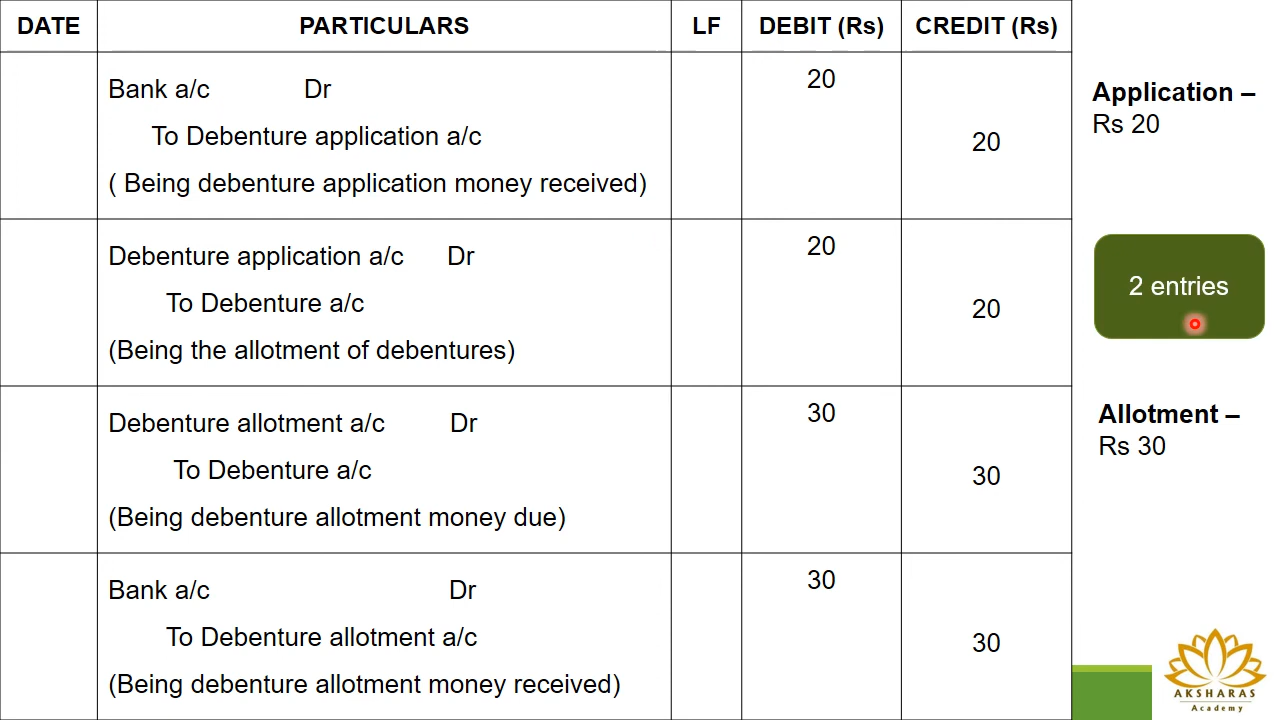 DATE PARTICULARS LF DEBIT (Rs) CREDIT (Rs)
Bank a/c Dr 20
To Debenture application a/c 20
( Being debenture application money received)
Application –
Rs 20
Debenture application a/c Dr 20
To Debenture a/c 20
(Being the allotment of debentures)
2 entries
Debenture allotment a/c Dr 30
To Debenture a/c 30
(Being debenture allotment money due)
Allotment –
Rs 30
Bank a/c Dr 30
To Debenture allotment a/c 30
(Being debenture allotment money received)
AKSHARAS
Academy